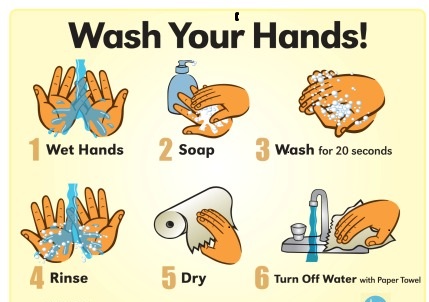 Wash Your Hands!
1 Wet Hands 2 Soap 3 Wash for 20 seconds
4 Rinse 5 Dry 6 Turn Off Water with Paper Towel